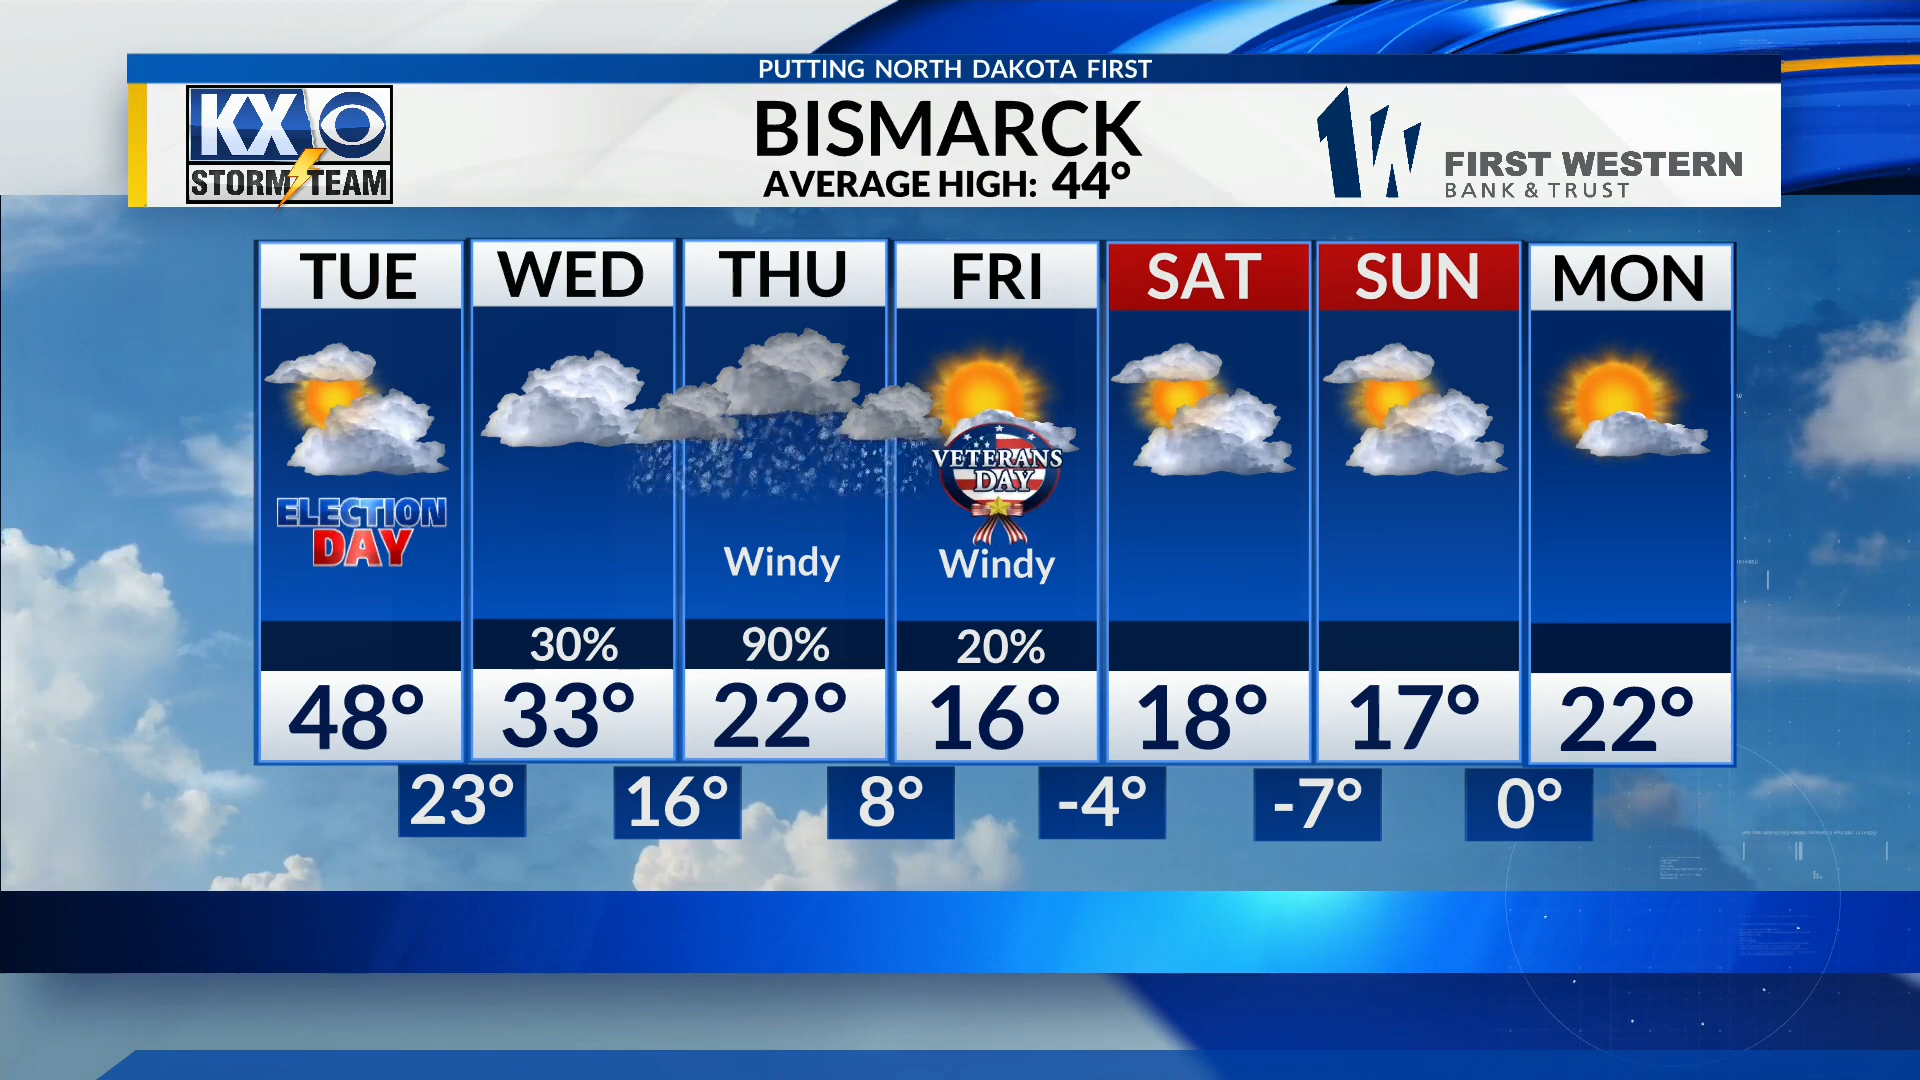 PUTTING NORTH DAKOTA FIRST
KX
STORM TEAM
BISMARCK
AVERAGE HIGH: 44°
1W
FIRST WESTERN
BANK & TRUST
TUE WED THU FRI SAT SUN MON
VETERANS
DAY
ELECTION
DAY
Windy Windy
30% 90% 20%
48° 33° 22° 16° 18° 17° 22°
23° 16° 8° -4° -7° 0°